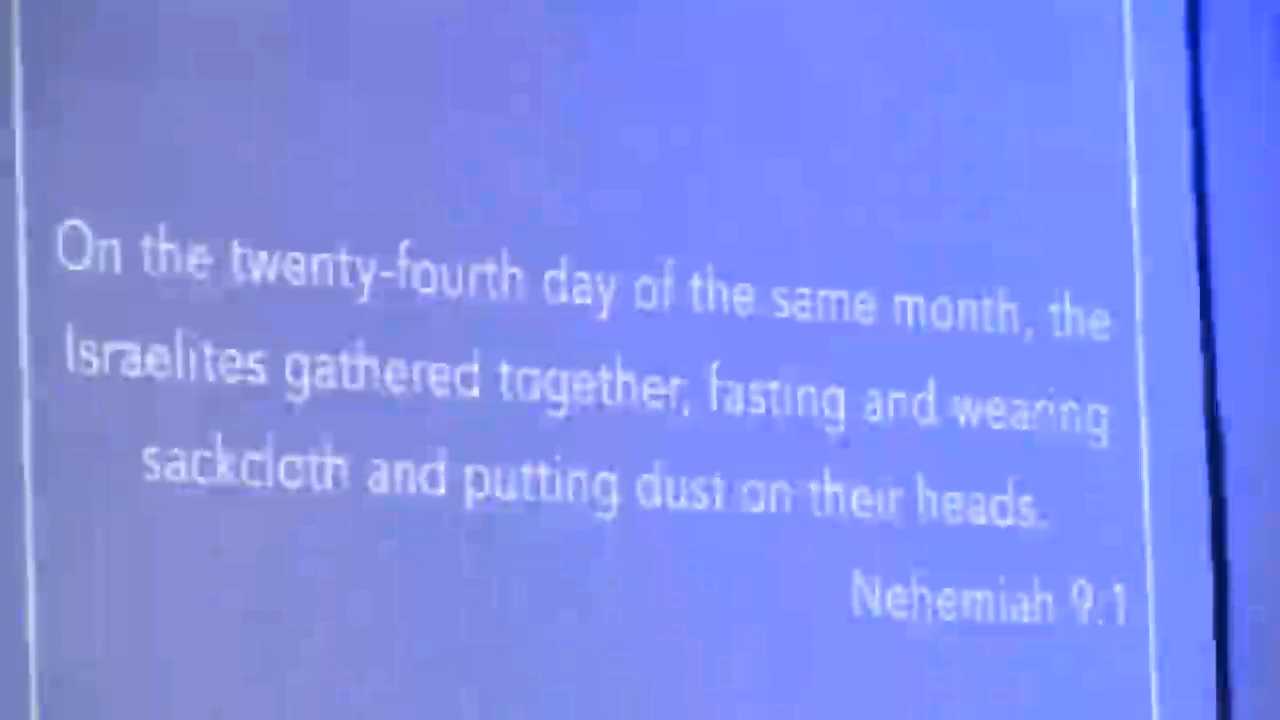 On the twenty-fourth day of the same month, the
Israelites gathered together, fasting and wearing
sackcloth and putting dust on their heads.
Nehemiah 9:1